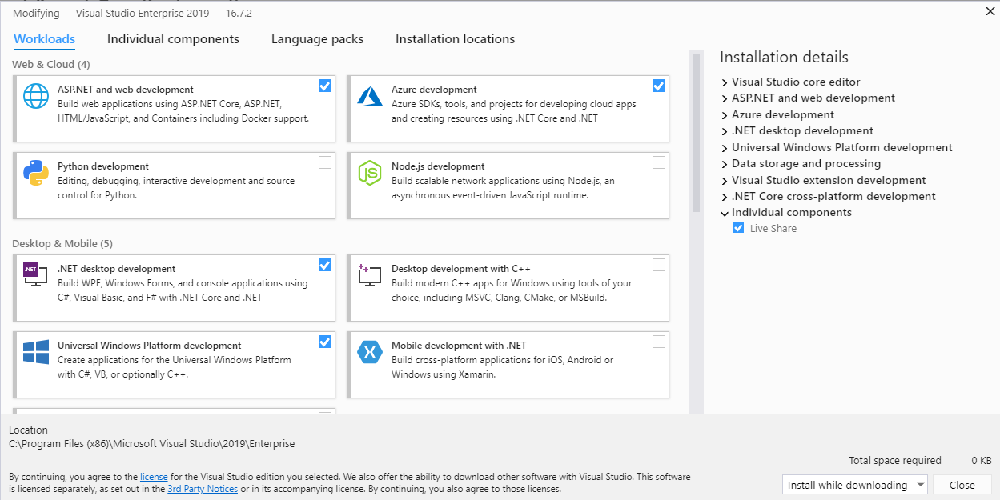 Modifying — Visual Studio Enterprise 2019 — 16.7.2
Workloads Individual components Language packs Installation locations
Web & Cloud (4)
ASP.NET and web development
Build web applications using ASP.NET Core, ASP.NET,
HTML/JavaScript, and Containers including Docker support.
Azure development
Azure SDKs, tools, and projects for developing cloud apps
and creating resources using .NET Core and .NET
Python development
Editing, debugging, interactive development and source
control for Python.
JS
Node.js development
Build scalable network applications using Node.js, an
asynchronous event-driven JavaScript runtime.
Desktop & Mobile (5)
.NET
.NET desktop development
Build WPF, Windows Forms, and console applications using
C#, Visual Basic, and F# with .NET Core and .NET
Desktop development with C++
Build modern C++ apps for Windows using tools of your
choice, including MSVC, Clang, CMake, or MSBuild.
Universal Windows Platform development
Create applications for the Universal Windows Platform
with C#, VB, or optionally C++.
Mobile development with .NET
Build cross-platform applications for iOS, Android or
Windows using Xamarin.
Installation details
Visual Studio core editor
ASP.NET and web development
Azure development
.NET desktop development
Universal Windows Platform development
Data storage and processing
Visual Studio extension development
.NET Core cross-platform development
Individual components
Live Share
Location
C:\Program Files (x86)\Microsoft Visual Studio\2019\Enterprise
Total space required 0 KB
By continuing, you agree to the license for the Visual Studio edition you selected. We also offer the ability to download other software with Visual Studio. This software
is licensed separately, as set out in the 3rd Party Notices or in its accompanying license. By continuing, you also agree to those licenses.
Install while downloading
Close